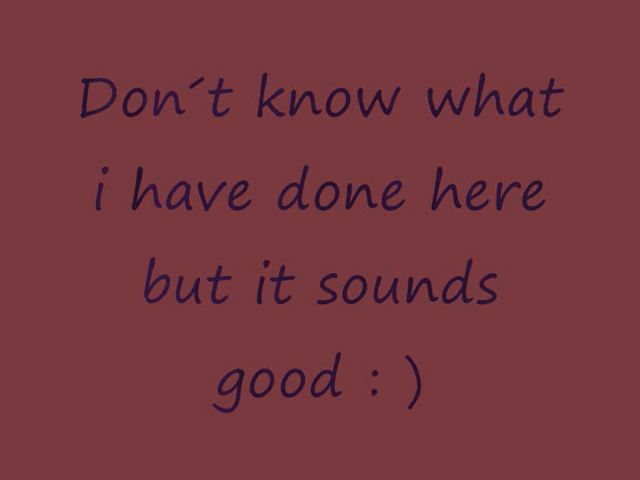 Don´t know what
i have done here
but it sounds
good : )